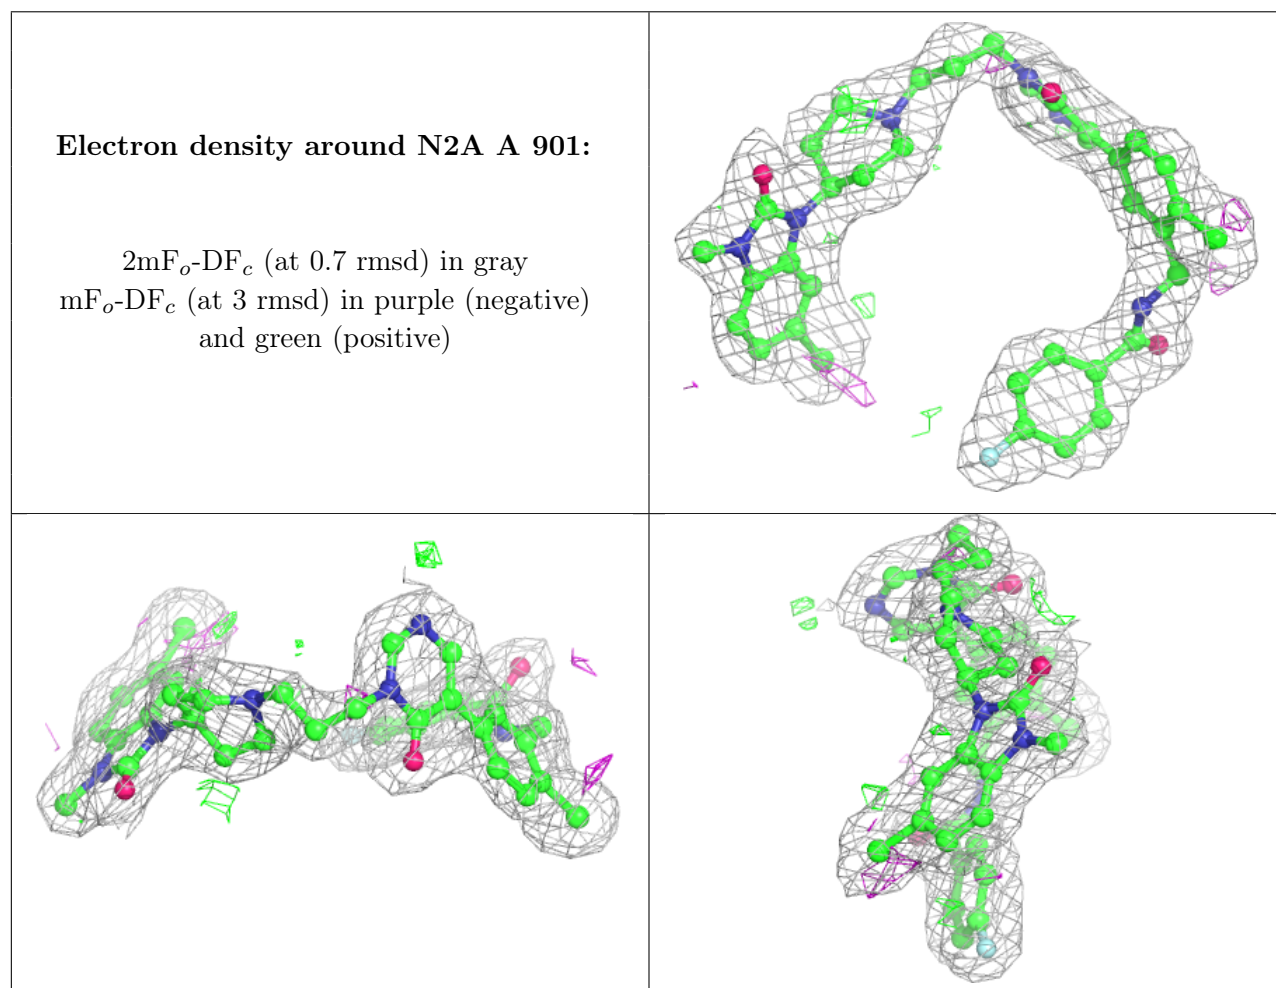 Electron density around N2A A 901:
2mFₒ-DF𝒸 (at 0.7 rmsd) in gray
mFₒ-DF𝒸 (at 3 rmsd) in purple (negative)
and green (positive)